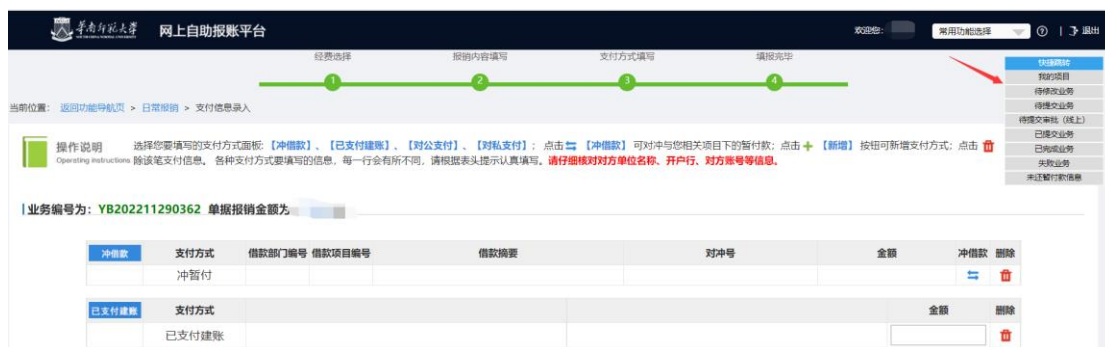 华南师范大学 网上自助报账平台 欢迎您: 常用功能选择 | 退出
经费选择 报销内容填写 支付方式填写 填报完毕
1 2 3 4
快捷跳转
我的项目
待修改业务
待提交业务
待提交审批（线上）
已提交业务
已完成业务
失败业务
未还暂付款信息
当前位置: 返回功能导航页 > 日常报销 > 支付信息录入
操作说明 选择您要填写的支付方式面板:【冲借款】、【已支付建账】、【对公支付】、【对私支付】; 点击 【冲借款】可对冲与您相关项目下的暂付款; 点击 【新增】按钮可新增支付方式; 点击
Operating instructions 除该笔支付信息。 各种支付方式要填写的信息, 每一行会有所不同, 请根据表头提示认真填写。请仔细核对对方单位名称、开户行、对方账号等信息。
业务编号为: YB202211290362 单据报销金额为
冲借款 支付方式 借款部门编号 借款项目编号 借款摘要 对冲号 金额 冲借款 删除
冲暂付
已支付建账 支付方式 金额 删除
已支付建账